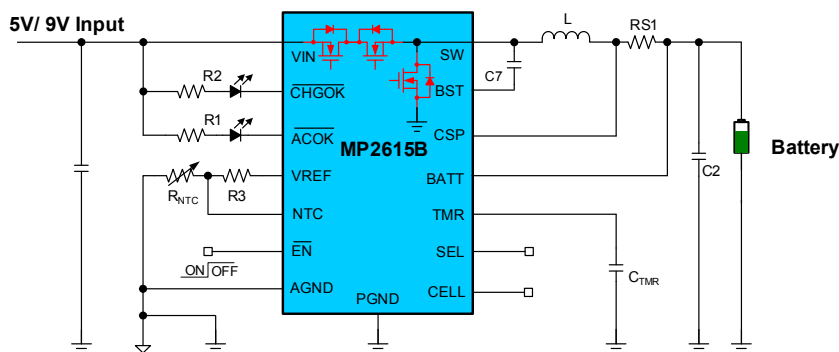 5V/ 9V Input
VIN
SW
L
RS1
R2
CHGOK
C7
BST
R1
ACOK
CSP
MP2615B
Battery
RNTC
R3
VREF
BATT
C2
NTC
TMR
EN
SEL
ON OFF
CTMR
AGND
CELL
PGND